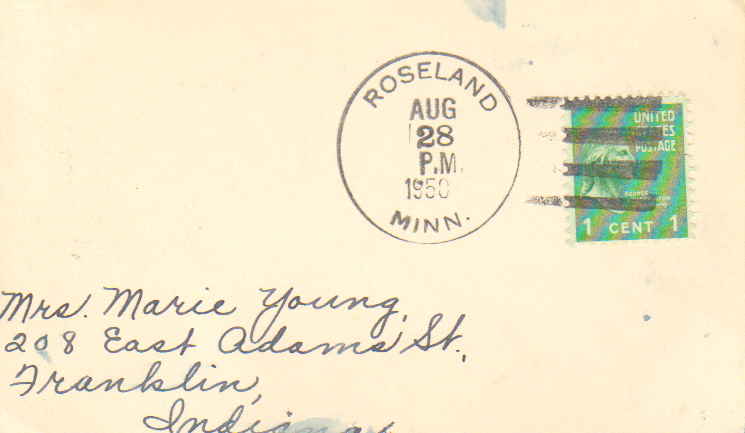 ROSELAND
AUG
28
P.M.
1950
MINN.
UNITED
STATES
POSTAGE
1 CENT 1
Mrs. Marie Young,
208 East Adams St.,
Franklin,
Indiana